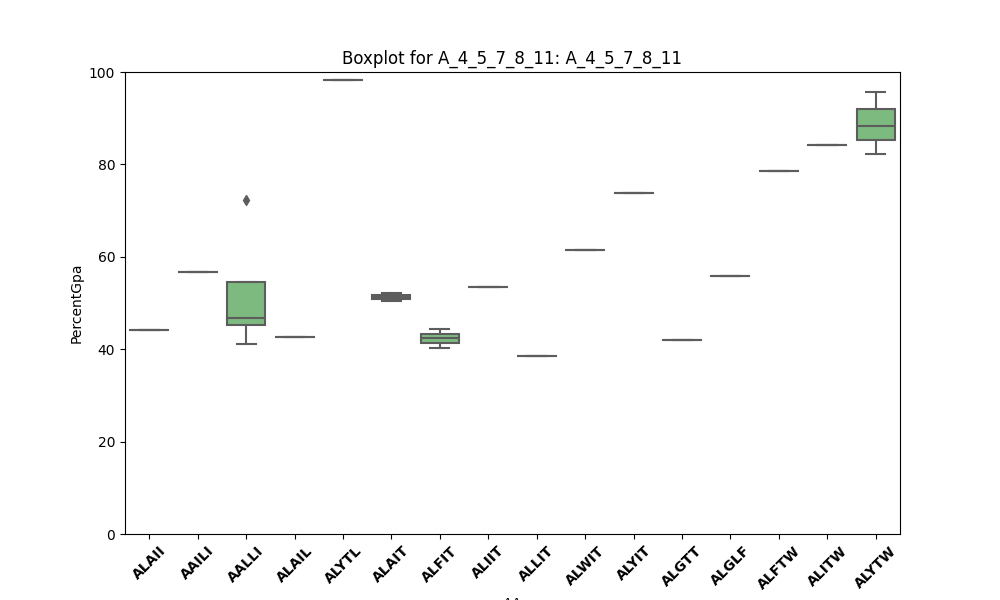 Boxplot for A_4_5_7_8_11: A_4_5_7_8_11
PercentGpa
100
80
60
40
20
0
ALAII
AAILI
AALLI
ALAIL
ALYTL
ALAIT
ALFIT
ALIIT
ALLIT
ALWIT
ALYIT
ALGTT
ALGLF
ALFTW
ALITW
ALYTW